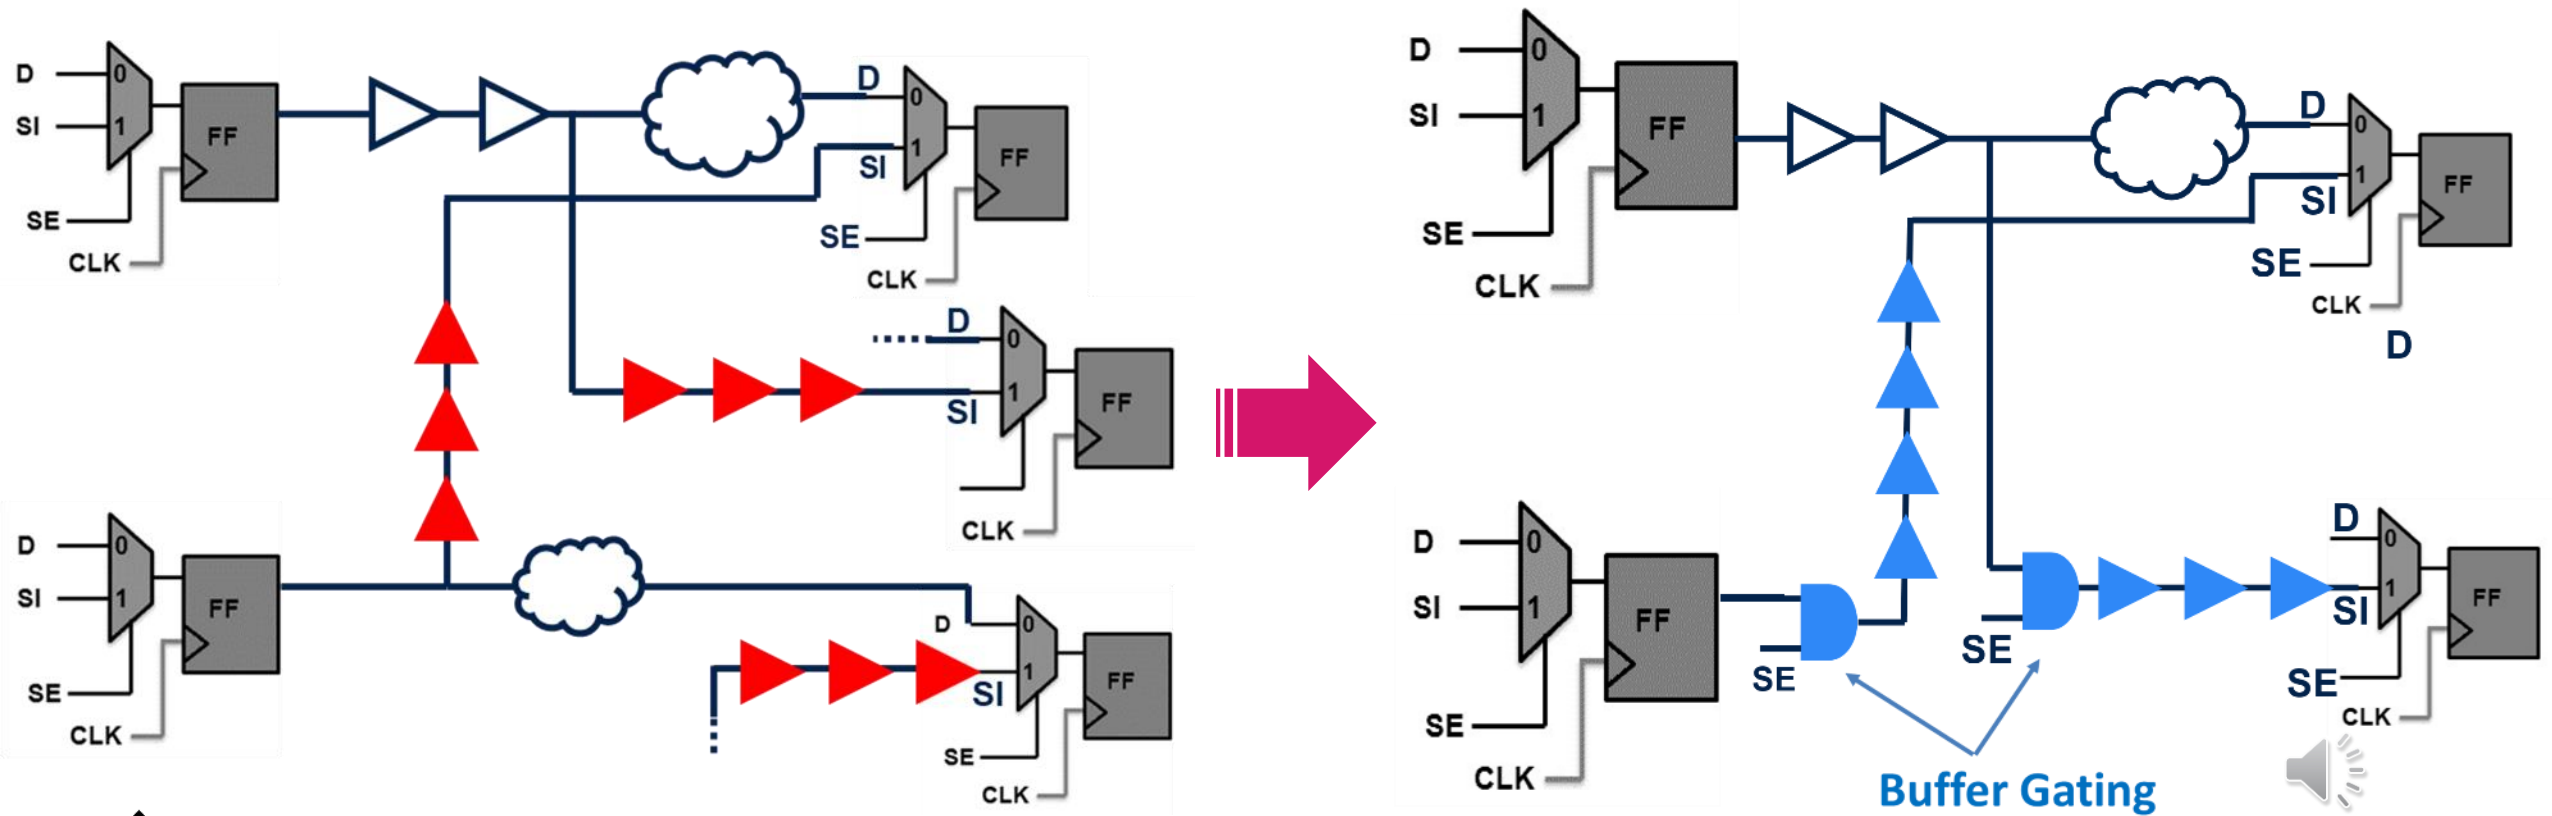 D
0
SI
1
FF
SE
CLK
D
0
SI
1
FF
SE
CLK
D
0
SI
1
FF
CLK
D
0
SI
1
FF
SE
CLK
D
0
SI
1
FF
SE
CLK
D
0
SI
1
FF
SE
CLK
D
0
SI
1
FF
SE
CLK
D
D
0
SI
1
FF
SE
CLK
SE
SE
D
0
SI
1
FF
SE
CLK
Buffer Gating